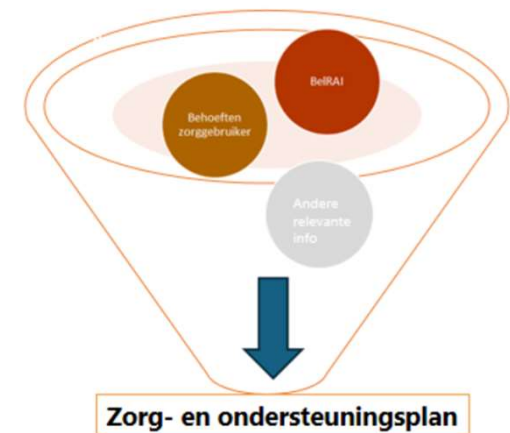 BelRAI
Behoeften
zorggebruiker
Andere
relevante
info
Zorg- en ondersteuningsplan